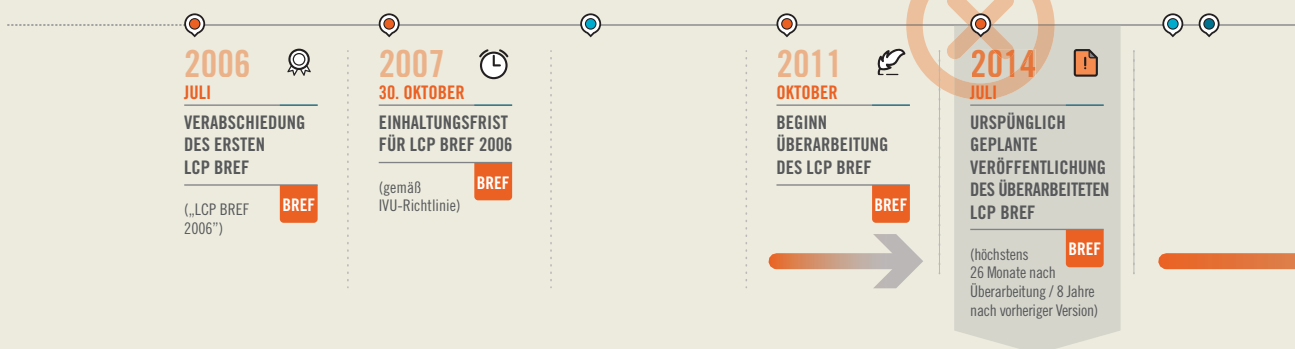 2006
JULI
VERABSCHIEDUNG
DES ERSTEN
LCP BREF
(„LCP BREF
2006”)
BREF
2007
30. OKTOBER
EINHALTUNGSFRIST
FÜR LCP BREF 2006
(gemäß
IVU-Richtlinie)
BREF
2011
OKTOBER
BEGINN
ÜBERARBEITUNG
DES LCP BREF
BREF
2014
JULI
URSPÜNGLICH
GEPLANTE
VERÖFFENTLICHUNG
DES ÜBERARBEITETEN
LCP BREF
(höchstens
26 Monate nach
Überarbeitung / 8 Jahre
nach vorheriger Version)
BREF